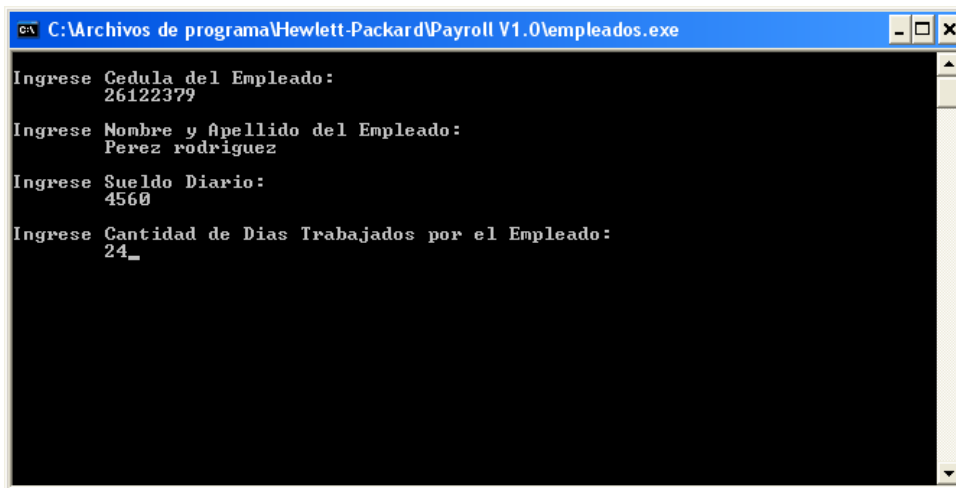 C:\Archivos de programa\Hewlett-Packard\Payroll V1.0\empleados.exe
Ingrese Cedula del Empleado:
26122379
Ingrese Nombre y Apellido del Empleado:
Perez rodriguez
Ingrese Sueldo Diario:
4560
Ingrese Cantidad de Dias Trabajados por el Empleado:
24_